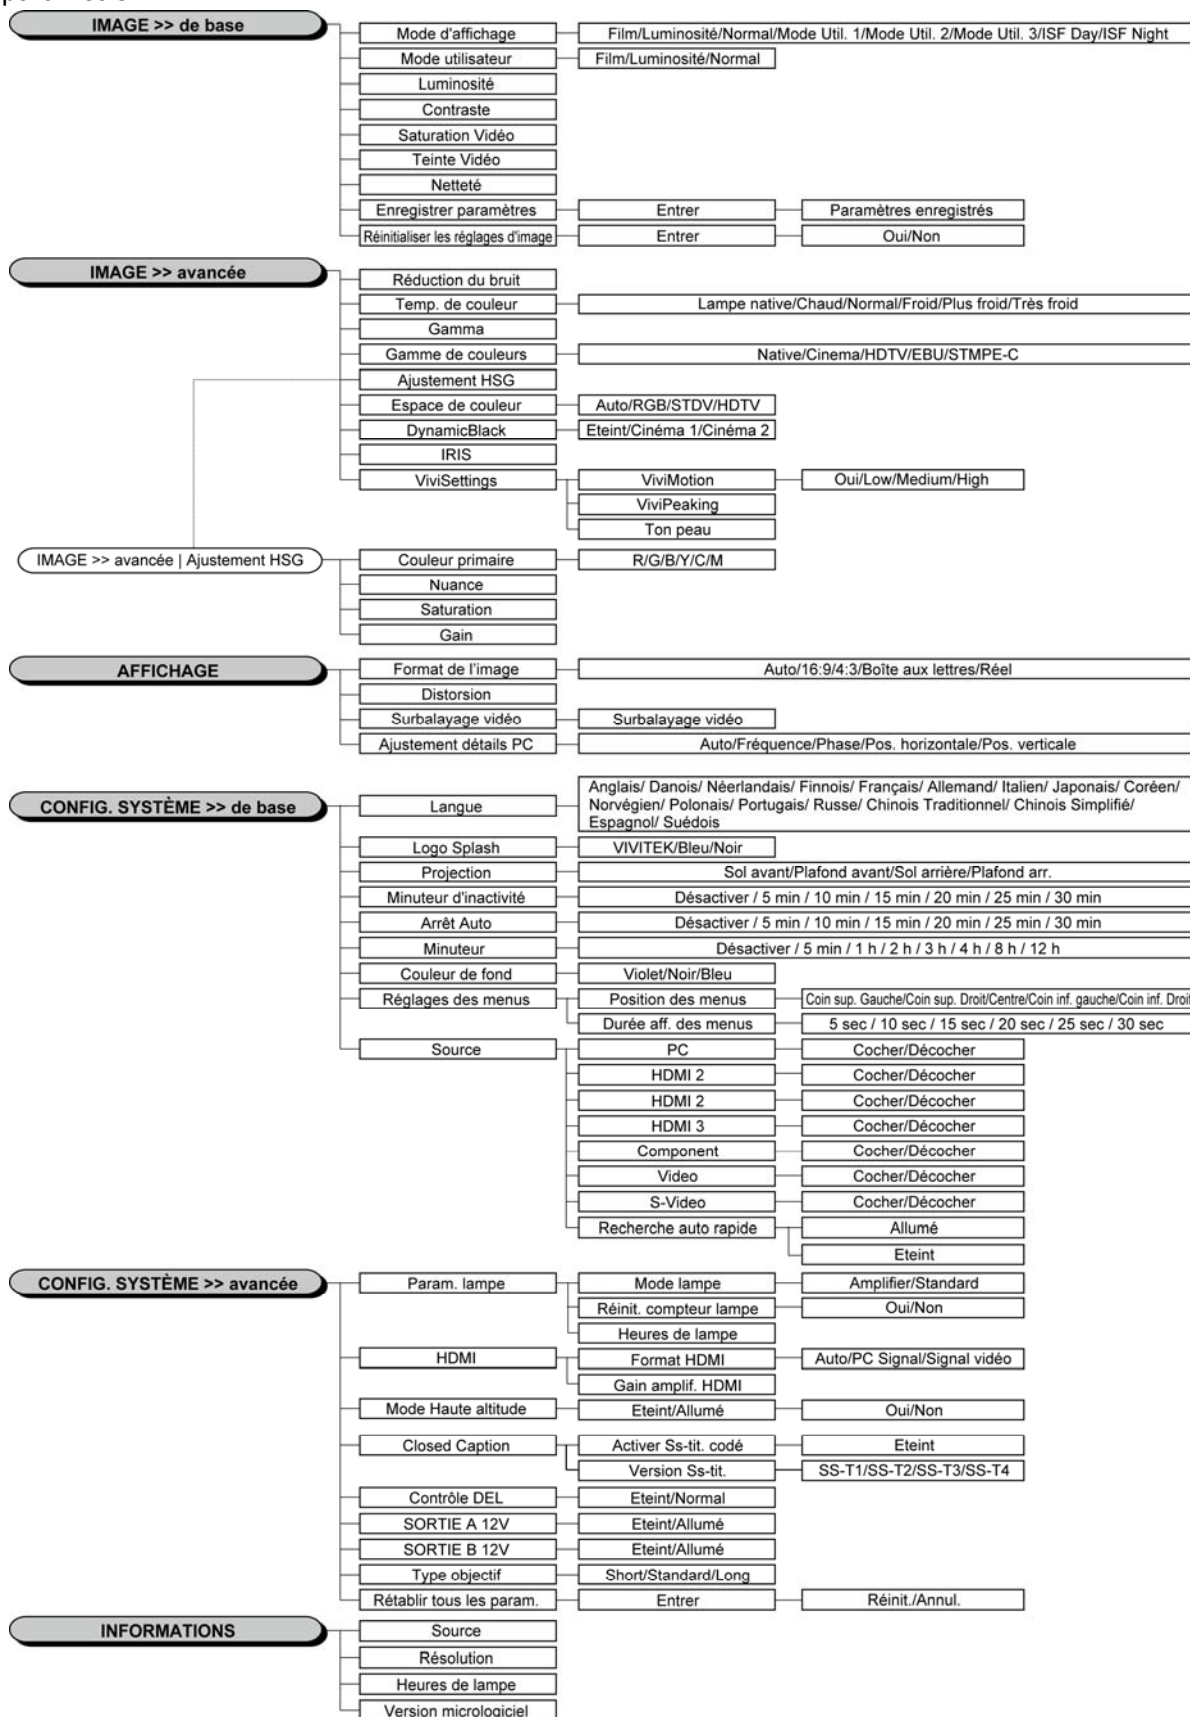 IMAGE >> de base
Mode d'affichage
Film/Luminosité/Normal/Mode Util. 1/Mode Util. 2/Mode Util. 3/ISF Day/ISF Night
Mode utilisateur
Film/Luminosité/Normal
Luminosité
Contraste
Saturation Vidéo
Teinte Vidéo
Netteté
Enregistrer paramètres
Entrer
Paramètres enregistrés
Réinitialiser les réglages d'image
Entrer
Oui/Non
IMAGE >> avancée
Réduction du bruit
Temp. de couleur
Lampe native/Chaud/Normal/Froid/Plus froid/Très froid
Gamma
Gamme de couleurs
Native/Cinema/HDTV/EBU/STMPE-C
Ajustement HSG
Espace de couleur
Auto/RGB/STDV/HDTV
DynamicBlack
Eteint/Cinéma 1/Cinéma 2
IRIS
ViviSettings
ViviMotion
Oui/Low/Medium/High
ViviPeaking
Ton peau
IMAGE >> avancée | Ajustement HSG
Couleur primaire
R/G/B/Y/C/M
Nuance
Saturation
Gain
AFFICHAGE
Format de l'image
Auto/16:9/4:3/Boîte aux lettres/Réel
Distorsion
Surbalayage vidéo
Surbalayage vidéo
Ajustement détails PC
Auto/Fréquence/Phase/Pos. horizontale/Pos. verticale
CONFIG. SYSTÈME >> de base
Langue
Anglais/ Danois/ Néerlandais/ Finnois/ Français/ Allemand/ Italien/ Japonais/ Coréen/
Norvégien/ Polonais/ Portugais/ Russe/ Chinois Traditionnel/ Chinois Simplifié/
Espagnol/ Suédois
Logo Splash
VIVITEK/Bleu/Noir
Projection
Sol avant/Plafond avant/Sol arrière/Plafond arr.
Minuteur d'inactivité
Désactiver / 5 min / 10 min / 15 min / 20 min / 25 min / 30 min
Arrêt Auto
Désactiver / 5 min / 10 min / 15 min / 20 min / 25 min / 30 min
Minuteur
Désactiver / 5 min / 1 h / 2 h / 3 h / 4 h / 8 h / 12 h
Couleur de fond
Violet/Noir/Bleu
Réglages des menus
Position des menus
Coin sup. Gauche/Coin sup. Droit/Centre/Coin inf. gauche/Coin inf. Droit
Durée aff. des menus
5 sec / 10 sec / 15 sec / 20 sec / 25 sec / 30 sec
Source
PC
Cocher/Décocher
HDMI 2
Cocher/Décocher
HDMI 2
Cocher/Décocher
HDMI 3
Cocher/Décocher
Component
Cocher/Décocher
Video
Cocher/Décocher
S-Video
Cocher/Décocher
Recherche auto rapide
Allumé
Eteint
CONFIG. SYSTÈME >> avancée
Param. lampe
Mode lampe
Amplifier/Standard
Réinit. compteur lampe
Oui/Non
Heures de lampe
HDMI
Format HDMI
Auto/PC Signal/Signal vidéo
Gain amplif. HDMI
Mode Haute altitude
Eteint/Allumé
Oui/Non
Closed Caption
Activer Ss-tit. codé
Eteint
Version Ss-tit.
SS-T1/SS-T2/SS-T3/SS-T4
Contrôle DEL
Eteint/Normal
SORTIE A 12V
Eteint/Allumé
SORTIE B 12V
Eteint/Allumé
Type objectif
Short/Standard/Long
Rétablir tous les param.
Entrer
Réinit./Annul.
INFORMATIONS
Source
Résolution
Heures de lampe
Version micrologiciel